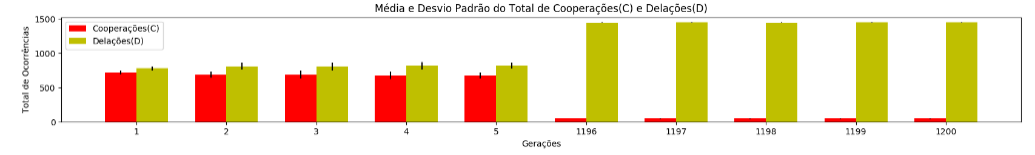 Média e Desvio Padrão do Total de Cooperações(C) e Delações(D)
Total de Ocorrências
1500
1000
500
0
Cooperações(C)
Delações(D)
1 2 3 4 5 1196 1197 1198 1199 1200
Gerações